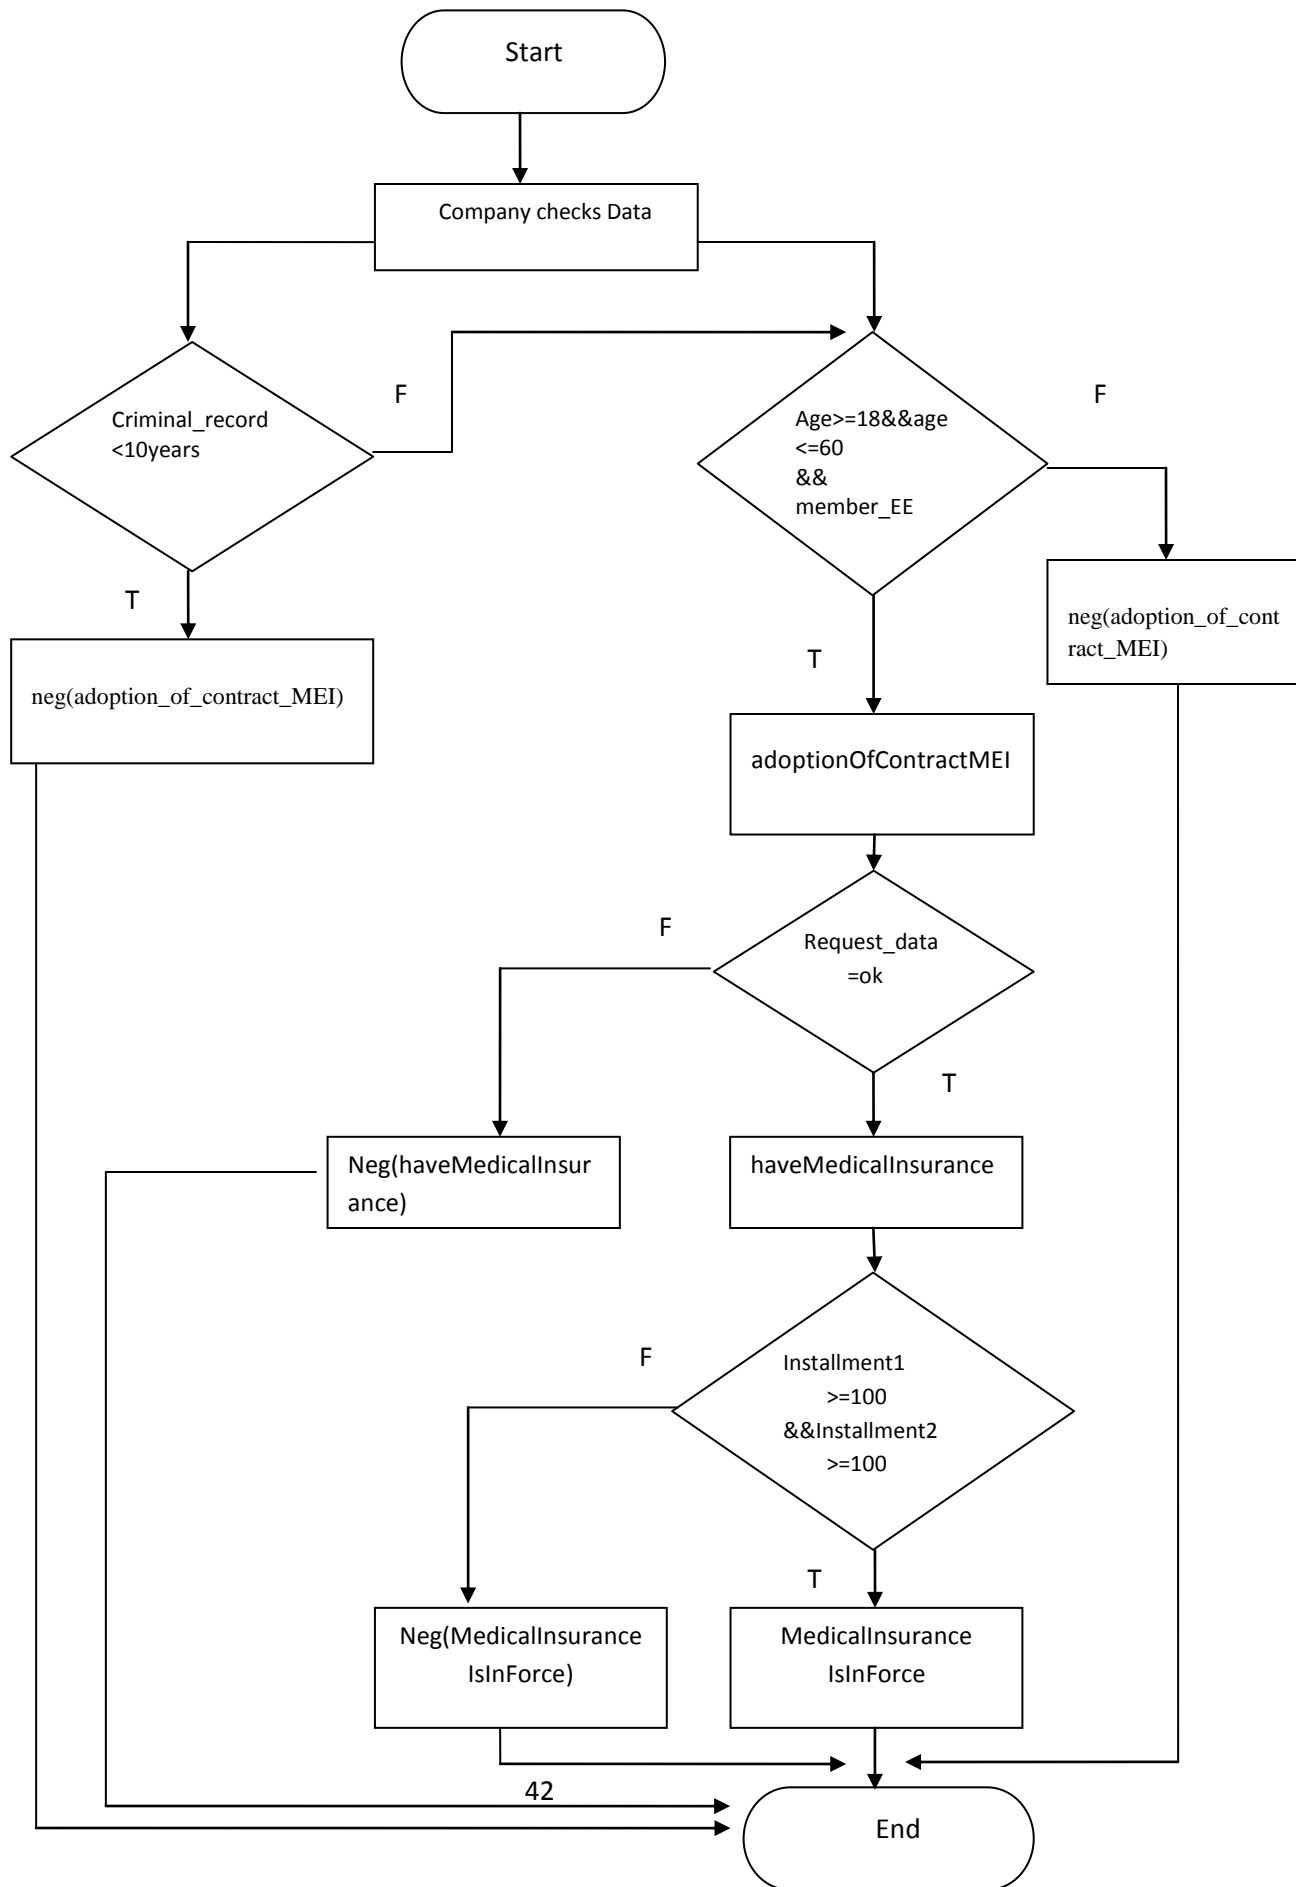 Start
Company checks Data
F
Criminal_record
<10years
F
Age>=18&&age
<=60
&&
member_EE
T
neg(adoption_of_contract_MEI)
neg(adoption_of_cont
ract_MEI)
T
adoptionOfContractMEI
F
Request_data
=ok
T
Neg(haveMedicalInsur
ance)
haveMedicalInsurance
F
Installment1
>=100
&&Installment2
>=100
T
Neg(MedicalInsurance
IsInForce)
MedicalInsurance
IsInForce
42
End